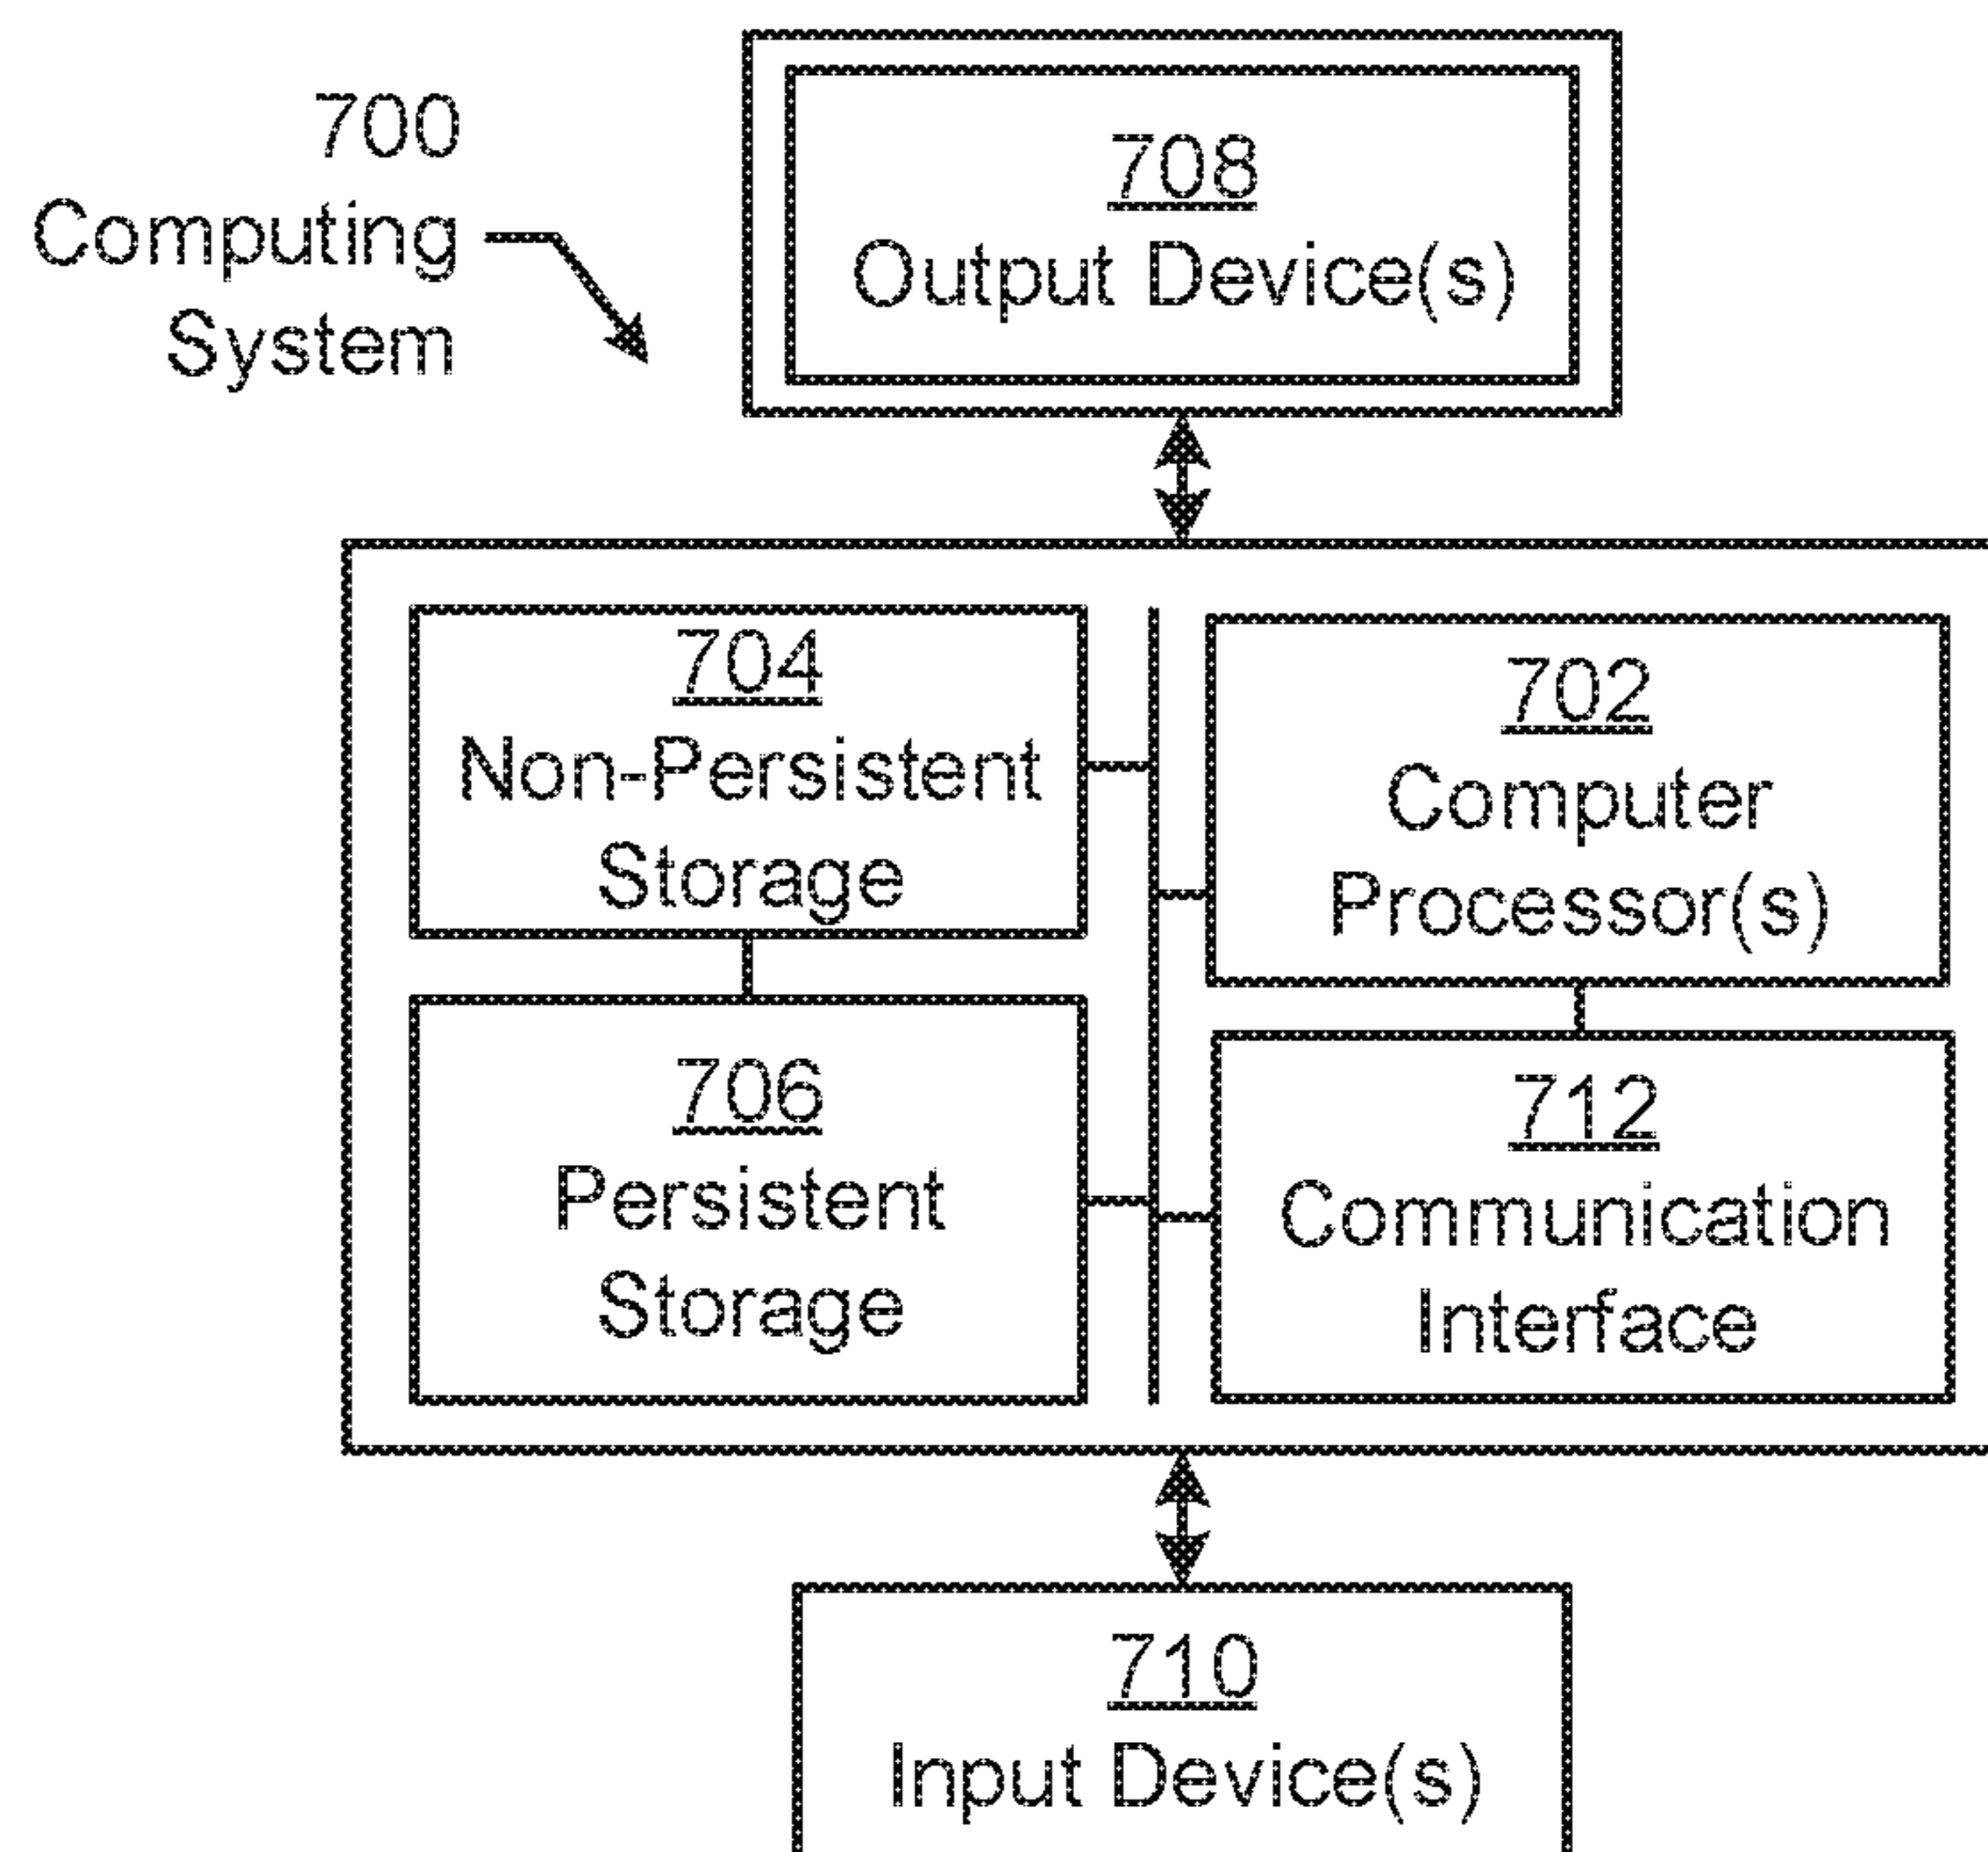 700
Computing
System
708
Output Device(s)
704
Non-Persistent
Storage
702
Computer
Processor(s)
706
Persistent
Storage
712
Communication
Interface
710
Input Device(s)